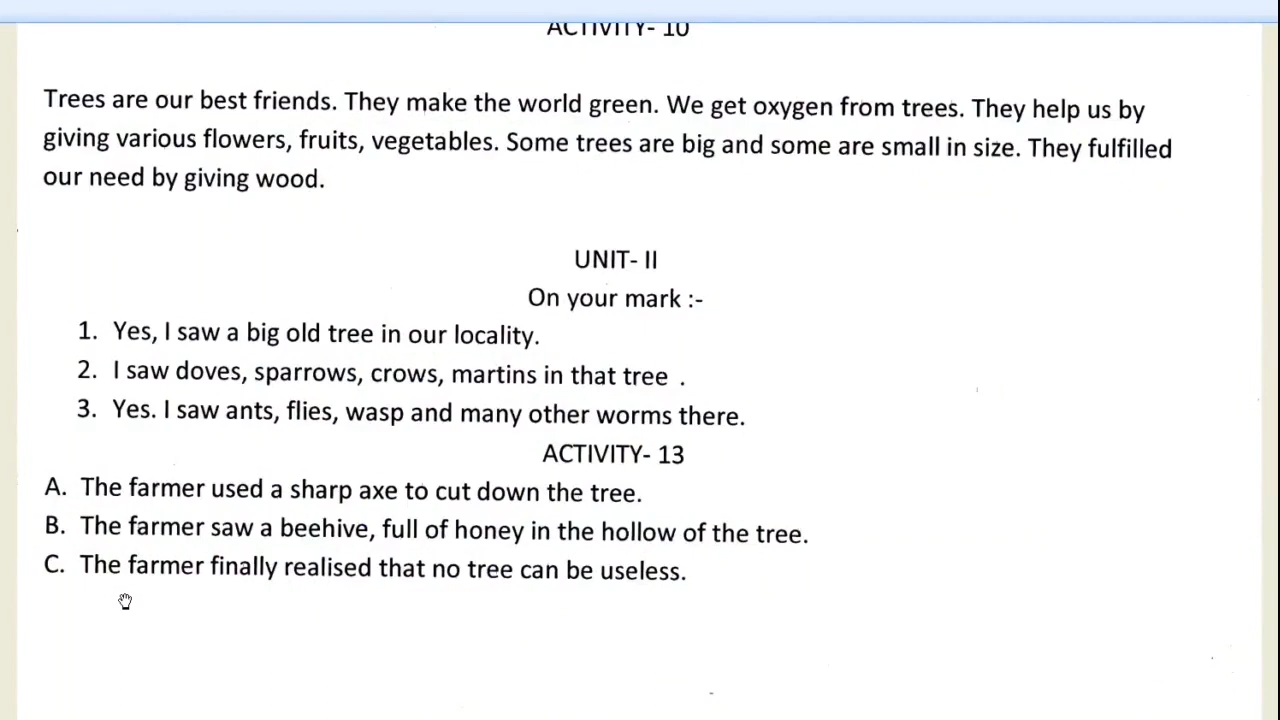 ACTIVITY- 10
Trees are our best friends. They make the world green. We get oxygen from trees. They help us by
giving various flowers, fruits, vegetables. Some trees are big and some are small in size. They fulfilled
our need by giving wood.
UNIT- II
On your mark :-
1. Yes, I saw a big old tree in our locality.
2. I saw doves, sparrows, crows, martins in that tree .
3. Yes. I saw ants, flies, wasp and many other worms there.
ACTIVITY- 13
A. The farmer used a sharp axe to cut down the tree.
B. The farmer saw a beehive, full of honey in the hollow of the tree.
C. The farmer finally realised that no tree can be useless.